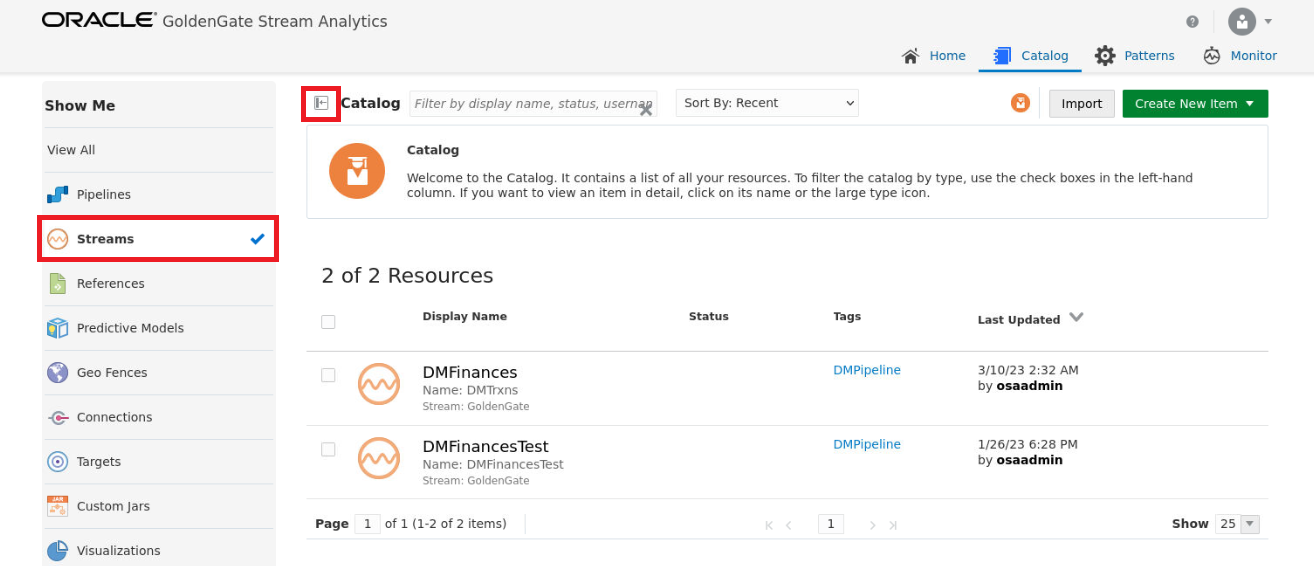 ORACLE® GoldenGate Stream Analytics
Home Catalog Patterns Monitor
Show Me
View All
Pipelines
Streams
References
Predictive Models
Geo Fences
Connections
Targets
JAR
Custom Jars
Visualizations
Catalog Filter by display name, status, usernan Sort By: Recent Import Create New Item
Catalog
Welcome to the Catalog. It contains a list of all your resources. To filter the catalog by type, use the check boxes in the left-hand
column. If you want to view an item in detail, click on its name or the large type icon.
2 of 2 Resources
Display Name Status Tags Last Updated
DMFinances DMPipeline 3/10/23 2:32 AM
Name: DMTrxns by osaadmin
Stream: GoldenGate
DMFinancesTest DMPipeline 1/26/23 6:28 PM
Name: DMFinancesTest by osaadmin
Stream: GoldenGate
Page 1 of 1 (1-2 of 2 items) 1 Show 25